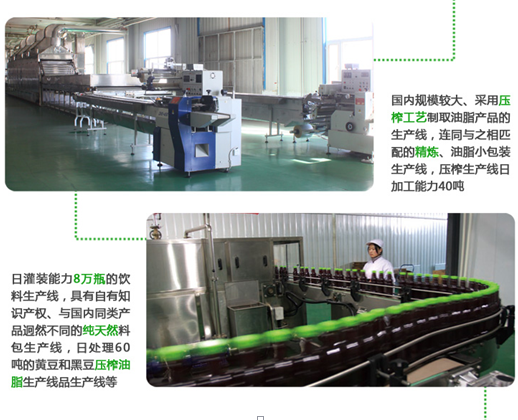 国内规模较大、采用压
榨工艺制取油脂产品的
生产线，连同与之相匹
配的精炼、油脂小包装
生产线，压榨生产线日
加工能力40吨
日灌装能力8万瓶的饮
料生产线，具有自有知
识产权、与国内同类产
品迥然不同的纯天然料
包生产线，日处理60
吨的黄豆和黑豆压榨油
脂生产线品生产线等